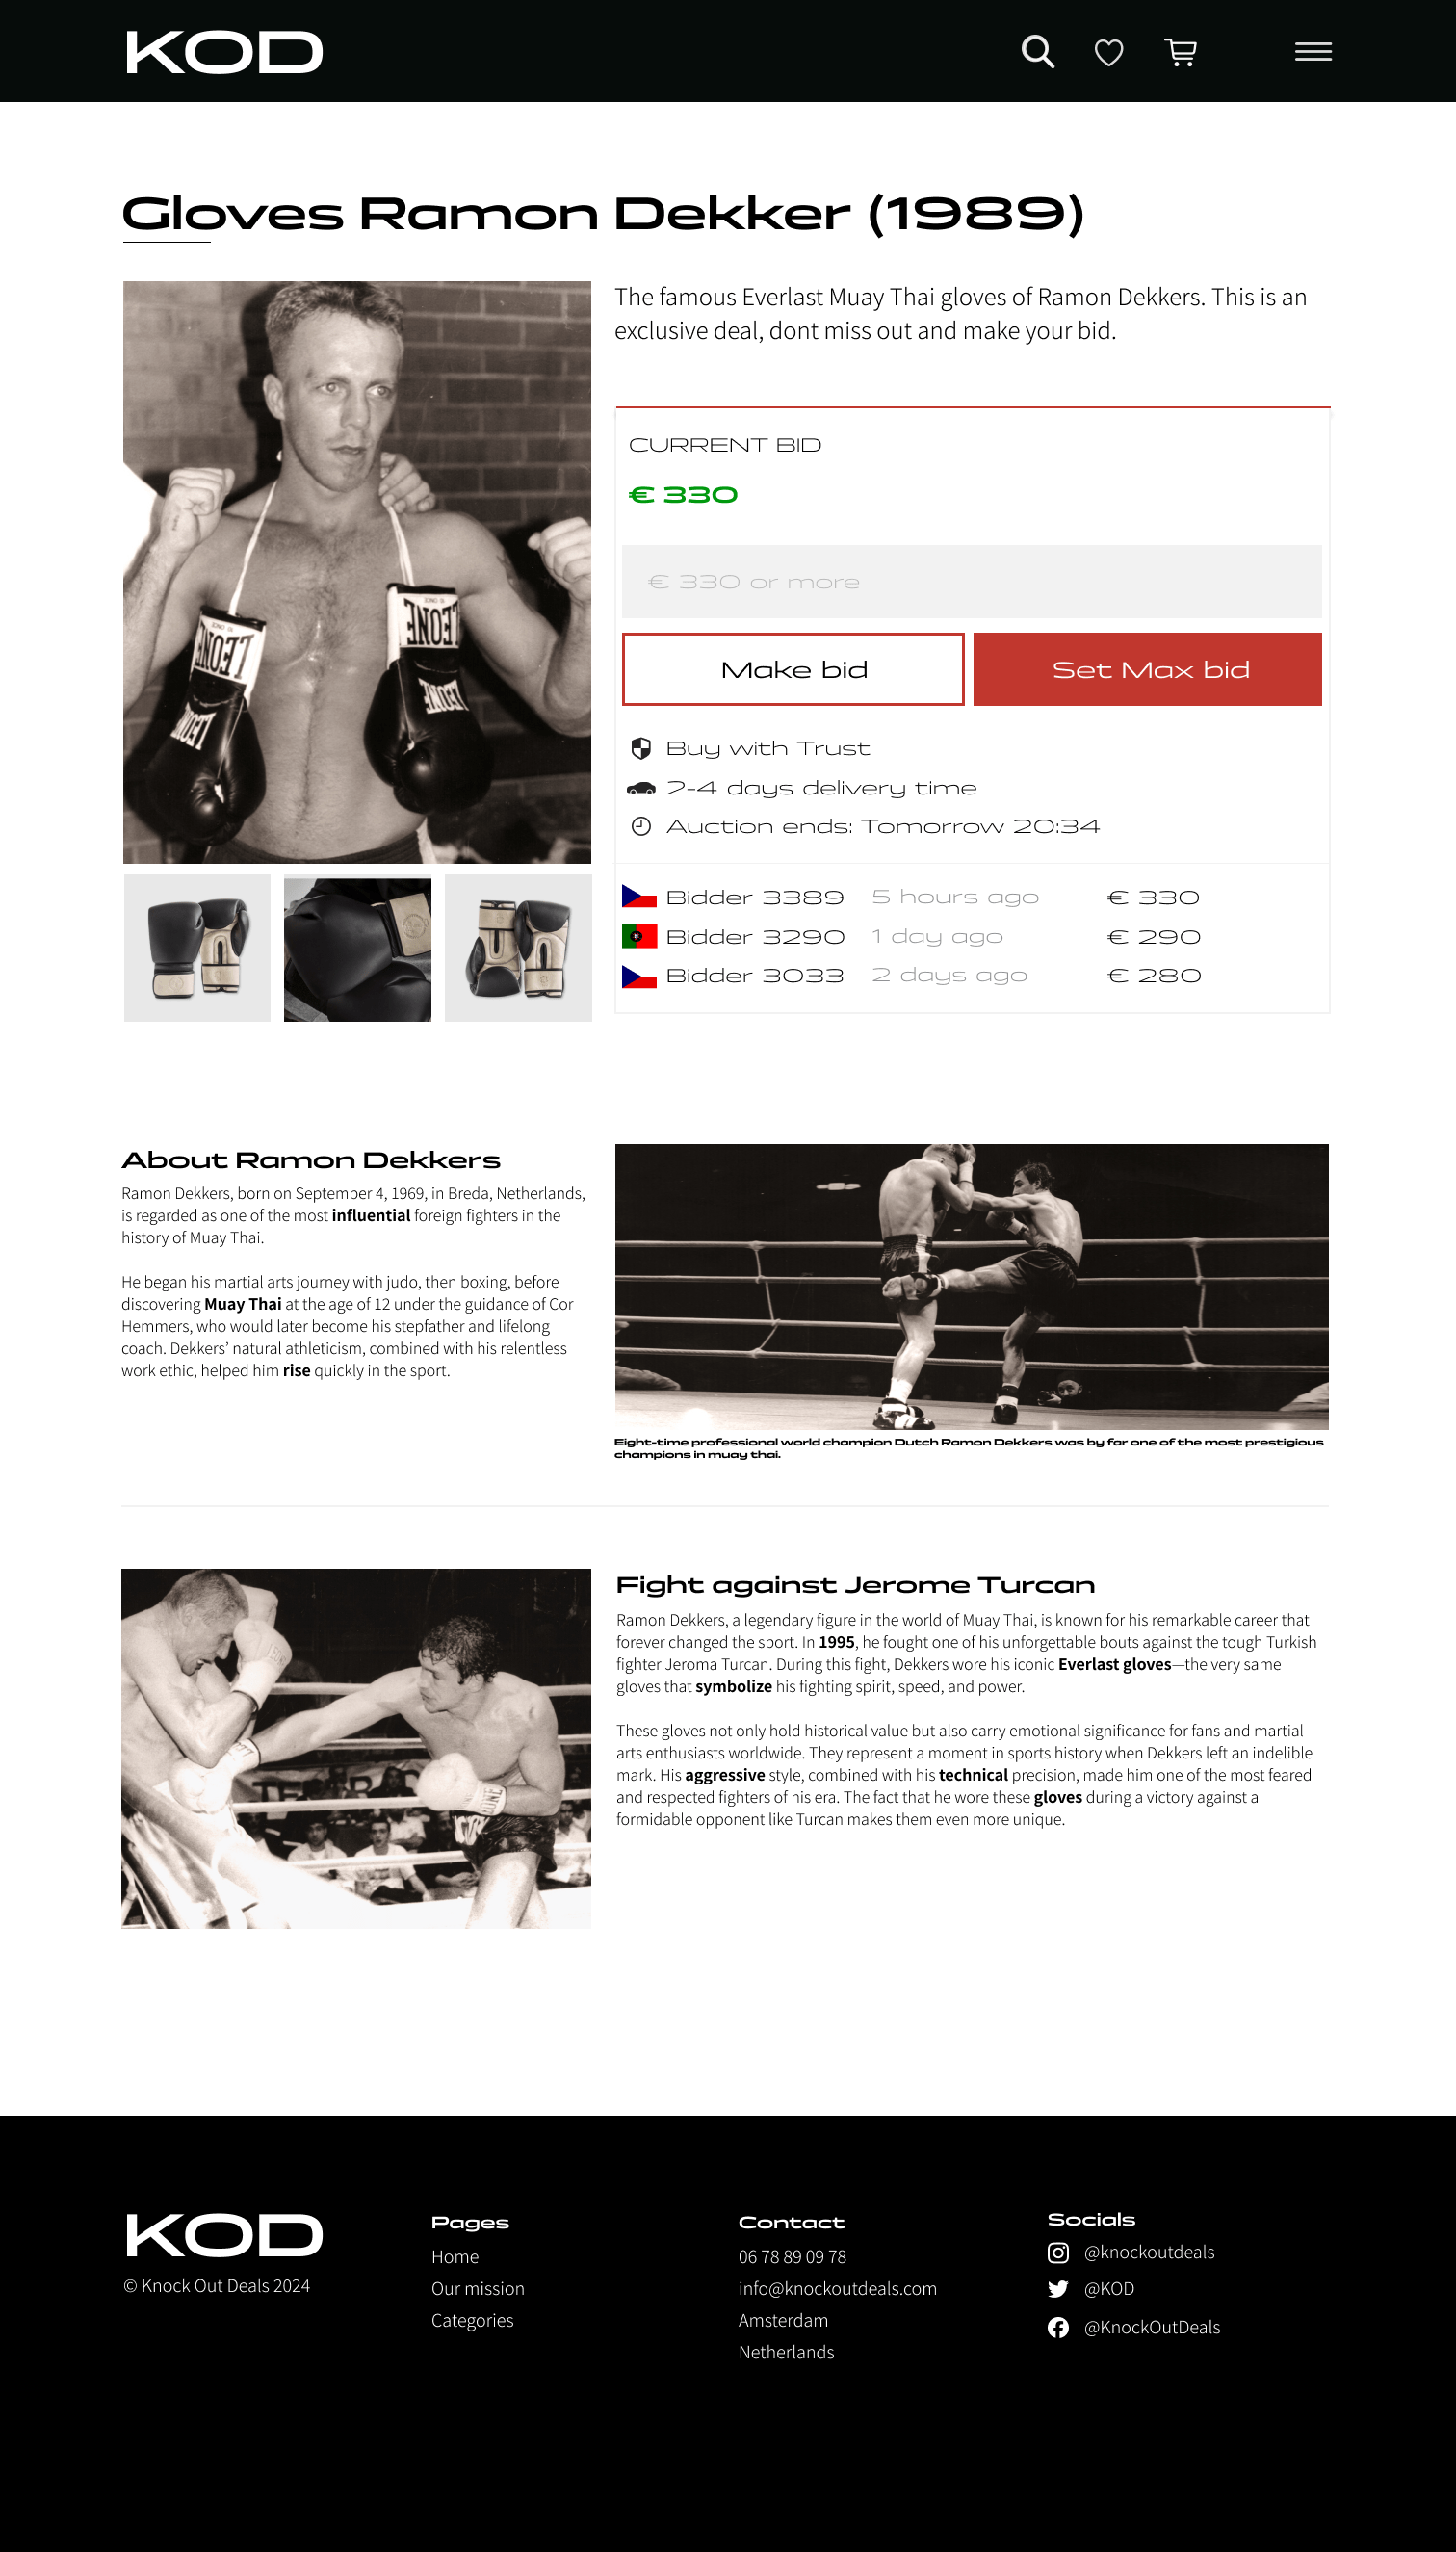 KOD
Gloves Ramon Dekker (1989)
The famous Everlast Muay Thai gloves of Ramon Dekkers. This is an
exclusive deal, dont miss out and make your bid.
CURRENT BID
€ 330
€ 330 or more
Make bid
Set Max bid
Buy with Trust
2-4 days delivery time
Auction ends: Tomorrow 20:34
Bidder 3389 5 hours ago € 330
Bidder 3290 1 day ago € 290
Bidder 3033 2 days ago € 280
LEONE
LEONE
LEONE
LEONE
About Ramon Dekkers
Ramon Dekkers, born on September 4, 1969, in Breda, Netherlands,
is regarded as one of the most influential foreign fighters in the
history of Muay Thai.
He began his martial arts journey with judo, then boxing, before
discovering Muay Thai at the age of 12 under the guidance of Cor
Hemmers, who would later become his stepfather and lifelong
coach. Dekkers’ natural athleticism, combined with his relentless
work ethic, helped him rise quickly in the sport.
Eight-time professional world champion Dutch Ramon Dekkers was by far one of the most prestigious
champions in muay thai.
Fight against Jerome Turcan
Ramon Dekkers, a legendary figure in the world of Muay Thai, is known for his remarkable career that
forever changed the sport. In 1995, he fought one of his unforgettable bouts against the tough Turkish
fighter Jeroma Turcan. During this fight, Dekkers wore his iconic Everlast gloves—the very same
gloves that symbolize his fighting spirit, speed, and power.
These gloves not only hold historical value but also carry emotional significance for fans and martial
arts enthusiasts worldwide. They represent a moment in sports history when Dekkers left an indelible
mark. His aggressive style, combined with his technical precision, made him one of the most feared
and respected fighters of his era. The fact that he wore these gloves during a victory against a
formidable opponent like Turcan makes them even more unique.
KOD
© Knock Out Deals 2024
Pages
Home
Our mission
Categories
Contact
06 78 89 09 78
info@knockoutdeals.com
Amsterdam
Netherlands
Socials
@knockoutdeals
@KOD
@KnockOutDeals